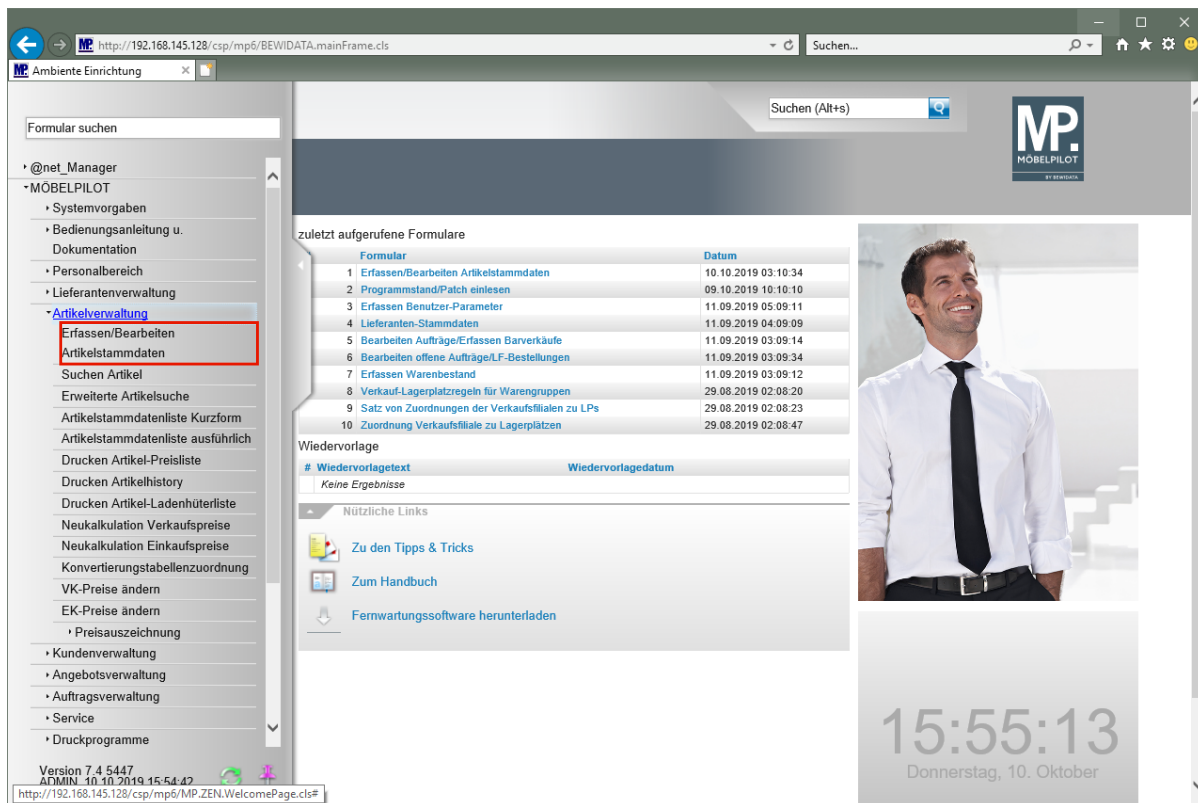 http://192.168.145.128/csp/mp6/BEWIDATA.mainFrame.cls
Suchen...
MP. Ambiente Einrichtung
Suchen (Alt+s)
Formular suchen
MP.
MÖBELPILOT
BY BEWIDATA
@net_Manager
MÖBELPILOT
Systemvorgaben
Bedienungsanleitung u.
Dokumentation
Personalbereich
Lieferantenverwaltung
Artikelverwaltung
Erfassen/Bearbeiten
Artikelstammdaten
Suchen Artikel
Erweiterte Artikelsuche
Artikelstammdatenliste Kurzform
Artikelstammdatenliste ausführlich
Drucken Artikel-Preisliste
Drucken Artikelhistory
Drucken Artikel-Ladenhüterliste
Neukalkulation Verkaufspreise
Neukalkulation Einkaufspreise
Konvertierungstabellenzuordnung
VK-Preise ändern
EK-Preise ändern
Preisauszeichnung
Kundenverwaltung
Angebotsverwaltung
Auftragsverwaltung
Service
Druckprogramme
Version 7.4 5447
ADMIN 10.10.2019 15:54:42
http://192.168.145.128/csp/mp6/MP.ZEN.WelcomePage.cls#
zuletzt aufgerufene Formulare
Formular Datum
1 Erfassen/Bearbeiten Artikelstammdaten 10.10.2019 03:10:34
2 Programmstand/Patch einlesen 09.10.2019 10:10:10
3 Erfassen Benutzer-Parameter 11.09.2019 05:09:11
4 Lieferanten-Stammdaten 11.09.2019 04:09:09
5 Bearbeiten Aufträge/Erfassen Barverkäufe 11.09.2019 03:09:14
6 Bearbeiten offene Aufträge/LF-Bestellungen 11.09.2019 03:09:34
7 Erfassen Warenbestand 11.09.2019 03:09:12
8 Verkauf-Lagerplatzregeln für Warengruppen 29.08.2019 02:08:20
9 Satz von Zuordnungen der Verkaufsfilialen zu LPs 29.08.2019 02:08:23
10 Zuordnung Verkaufsfiliale zu Lagerplätzen 29.08.2019 02:08:47
Wiedervorlage
# Wiedervorlagetext Wiedervorlagedatum
Keine Ergebnisse
Nützliche Links
Zu den Tipps & Tricks
Zum Handbuch
Fernwartungssoftware herunterladen
15:55:13
Donnerstag, 10. Oktober